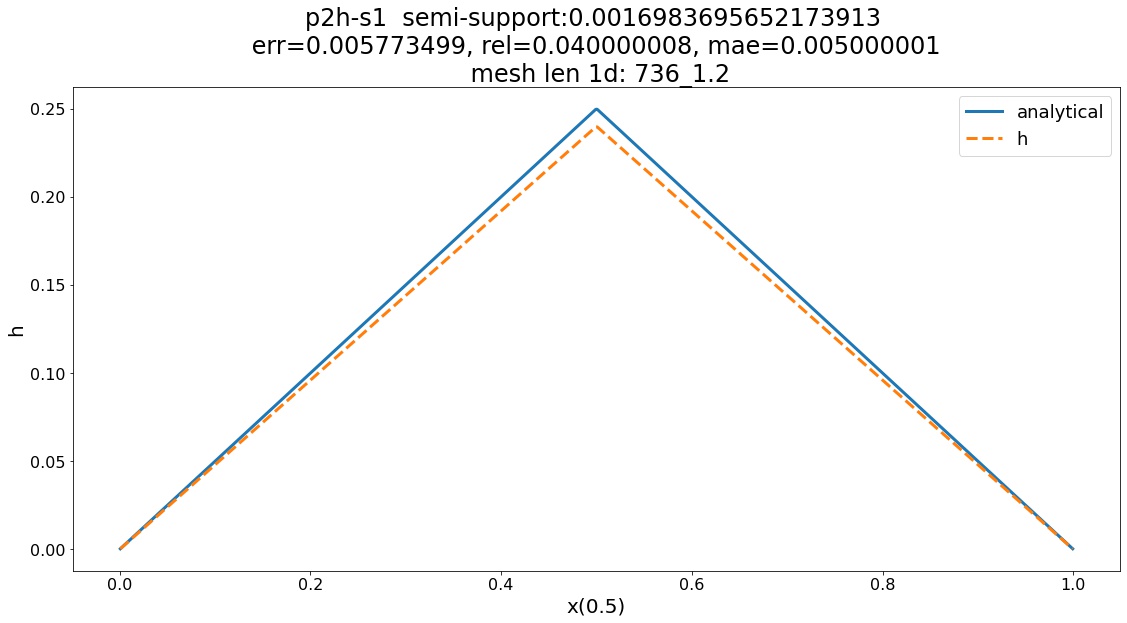 p2h-s1  semi-support:0.0016983695652173913
err=0.005773499, rel=0.040000008, mae=0.005000001
mesh len 1d: 736_1.2
analytical
h
0.25
0.20
0.15
0.10
0.05
0.00
h
0.0
0.2
0.4
0.6
0.8
1.0
x(0.5)